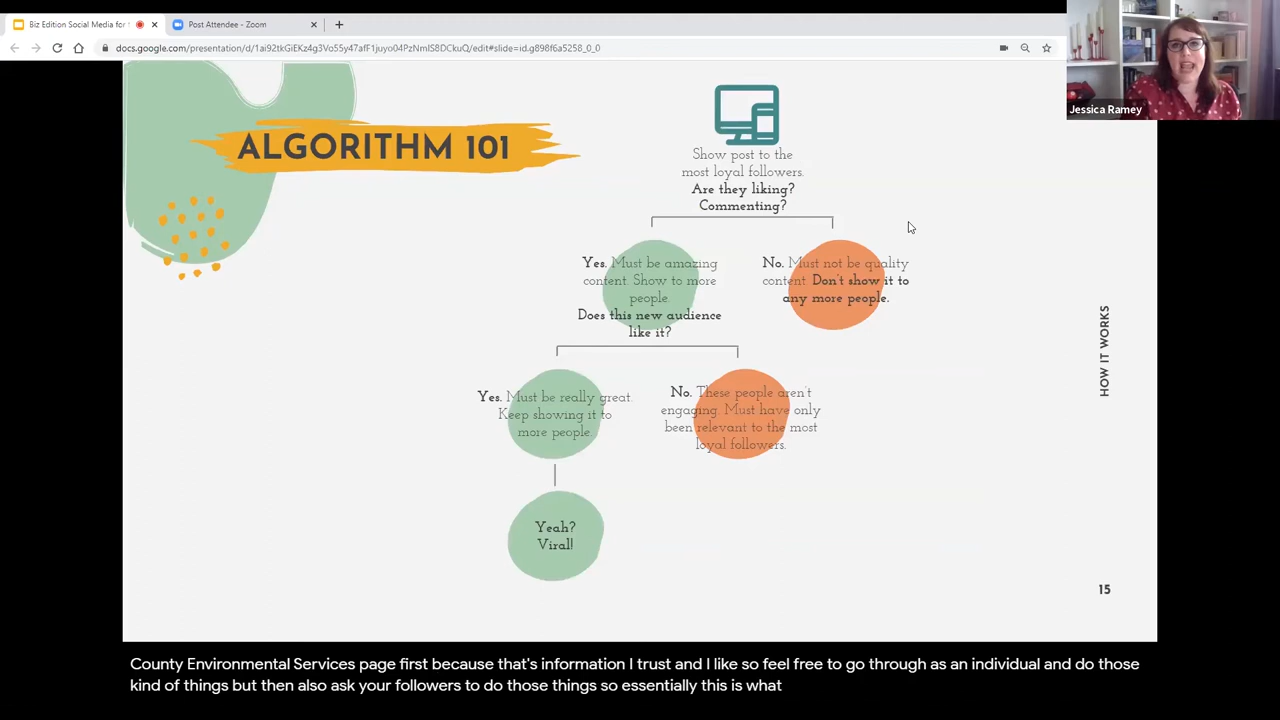 Biz Edition Social Media for
Post Attendee - Zoom
docs.google.com/presentation/d/1ai92tkGiEKz4g3Vo55y47afF1juyo04PzNmlS8DCkuQ/edit#slide=id.g898f6a5258_0_0
Jessica Ramey
ALGORITHM 101
Show post to the
most loyal followers.
Are they liking?
Commenting?
Yes. Must be amazing
content. Show to more
people.
Does this new audience
like it?
No. Must not be quality
content. Don't show it to
any more people.
Yes. Must be really great.
Keep showing it to
more people.
No. These people aren't
engaging. Must have only
been relevant to the most
loyal followers.
Yeah?
Viral!
HOW IT WORKS
15
County Environmental Services page first because that's information I trust and I like so feel free to go through as an individual and do those
kind of things but then also ask your followers to do those things so essentially this is what